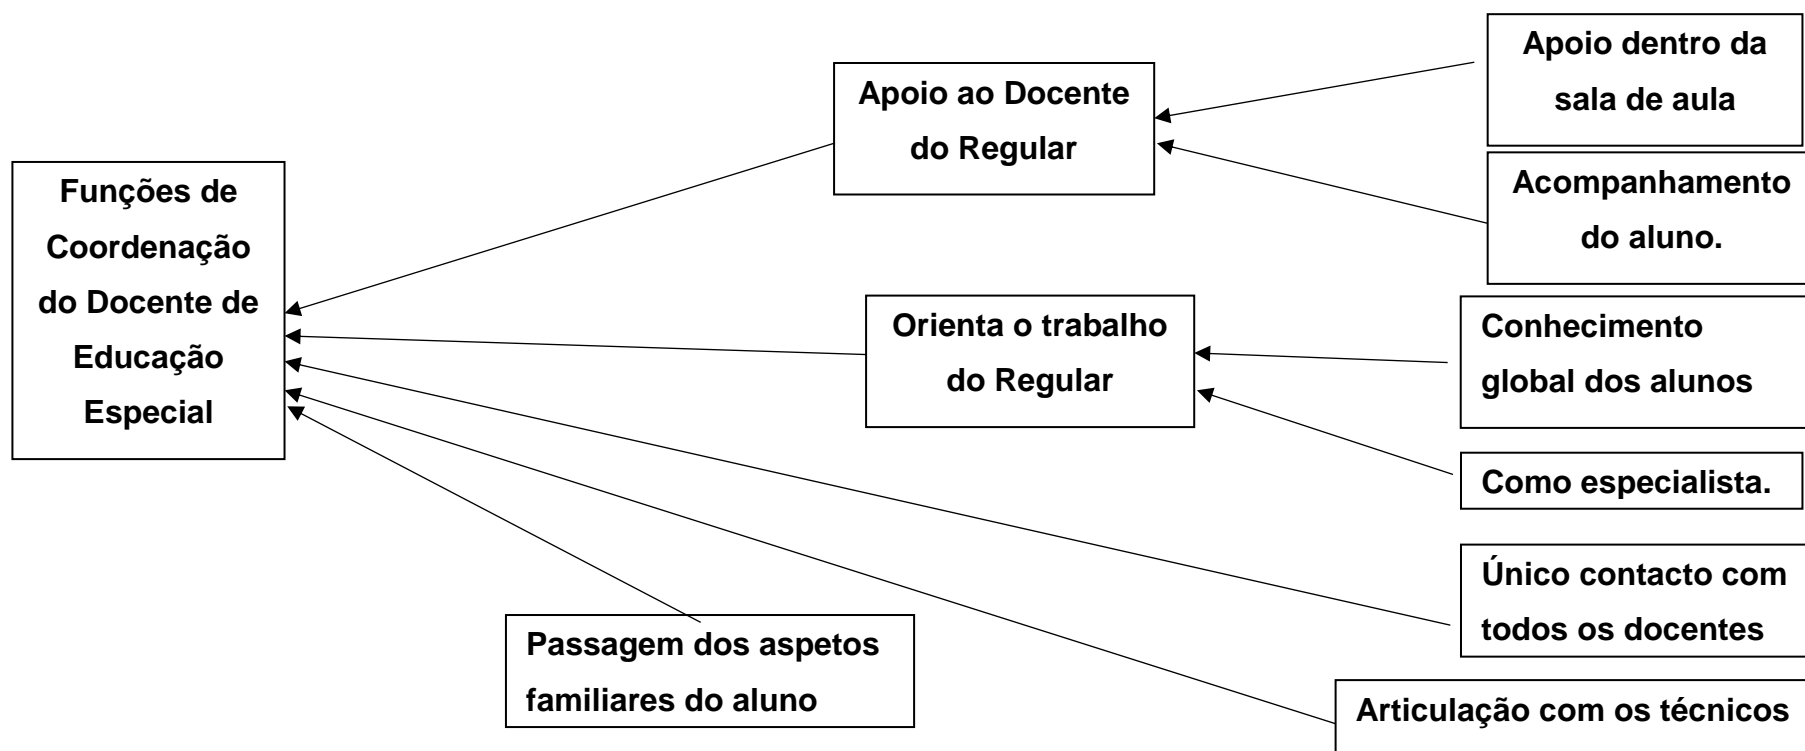 Funções de
Coordenação
do Docente de
Educação
Especial
Apoio ao Docente
do Regular
Apoio dentro da
sala de aula
Acompanhamento
do aluno.
Orienta o trabalho
do Regular
Conhecimento
global dos alunos
Como especialista.
Único contacto com
todos os docentes
Passagem dos aspetos
familiares do aluno
Articulação com os técnicos